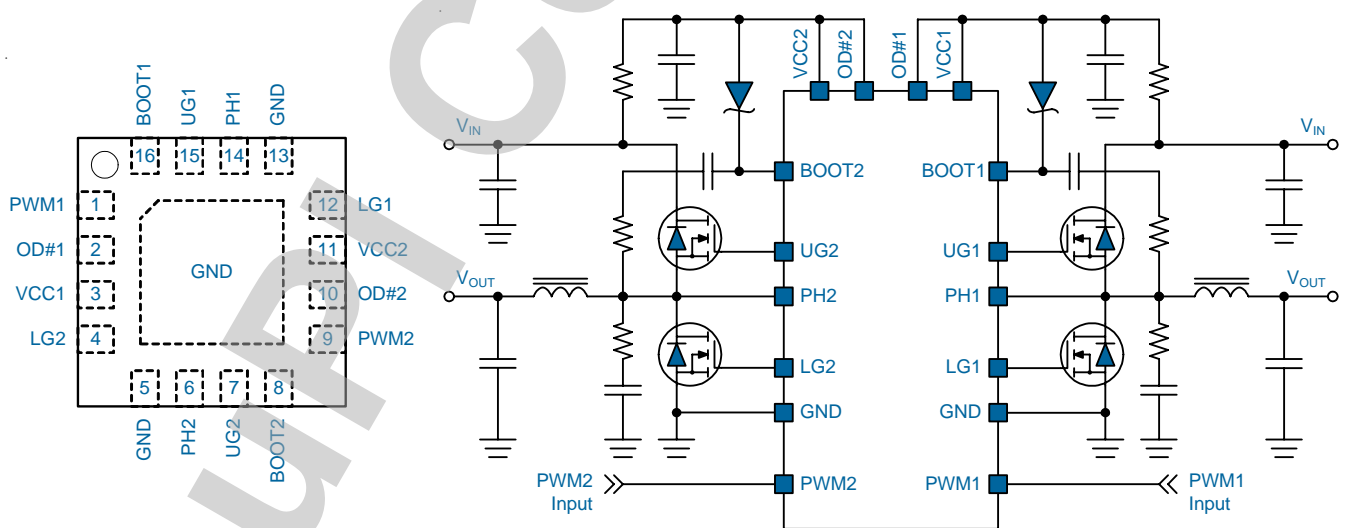 BOOT1
UG1
PH1
GND
16
15
14
13
PWM1
1
12
LG1
OD#1
2
11
VCC2
GND
VCC1
3
10
OD#2
LG2
4
9
PWM2
5
6
7
8
GND
PH2
UG2
BOOT2
VCC2
OD#2
OD#1
VCC1
VIN
VIN
BOOT2
BOOT1
UG2
UG1
VOUT
VOUT
PH2
PH1
LG2
LG1
GND
GND
PWM2
Input
PWM2
PWM1
PWM1
Input